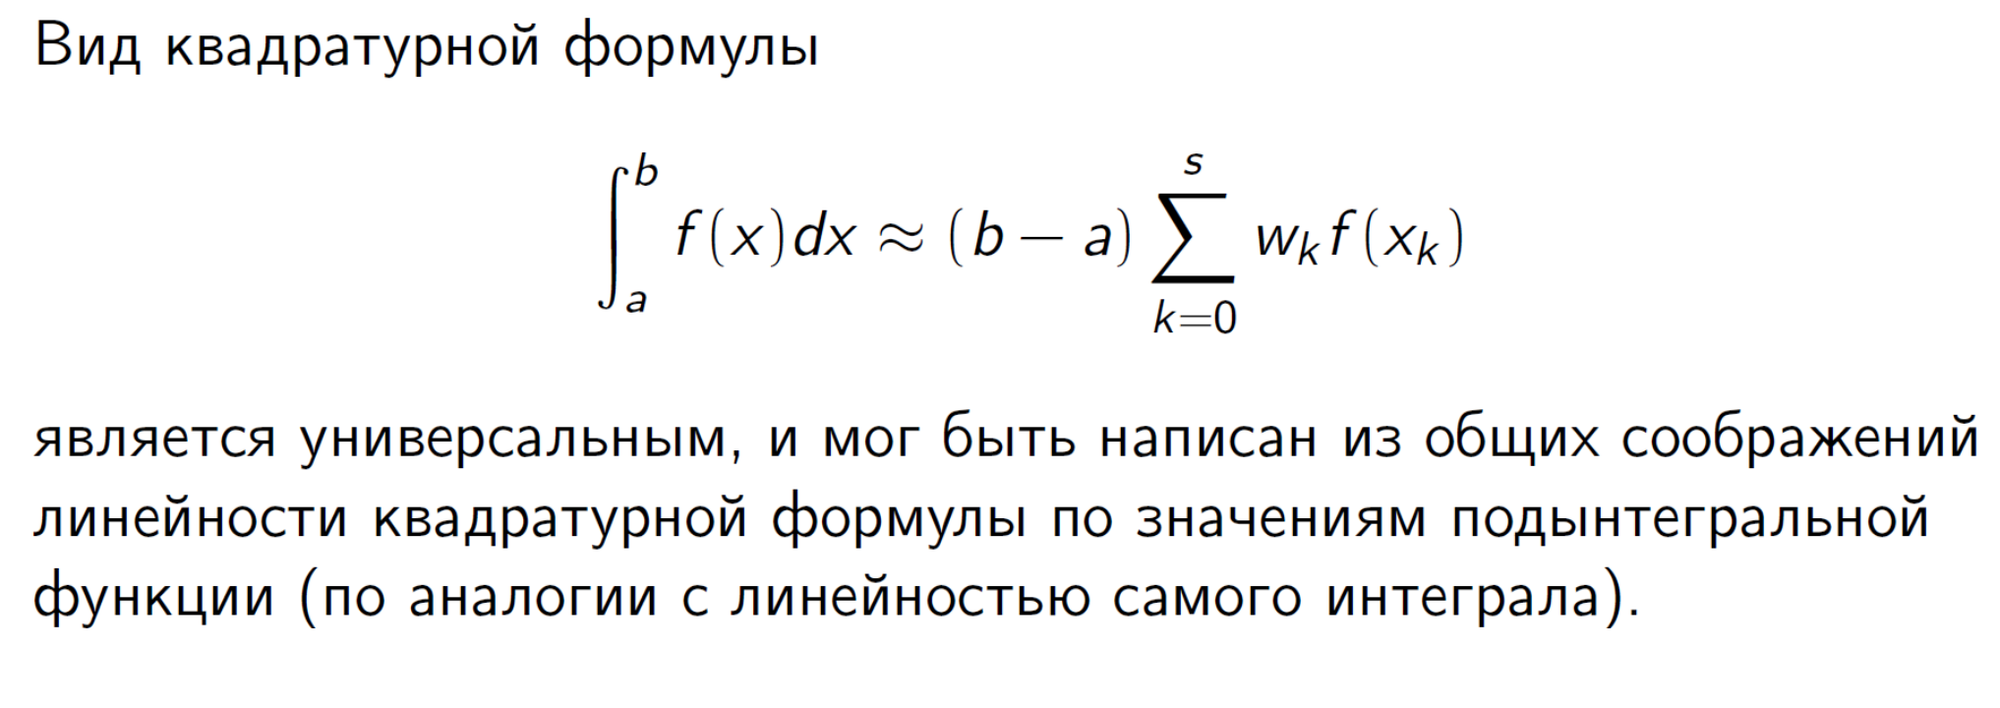 Вид квадратурной формулы
∫_a^b f(x)dx ≈ (b − a) ∑_{k=0}^{s} w_k f(x_k)
является универсальным, и мог быть написан из общих соображений
линейности квадратурной формулы по значениям подынтегральной
функции (по аналогии с линейностью самого интеграла).